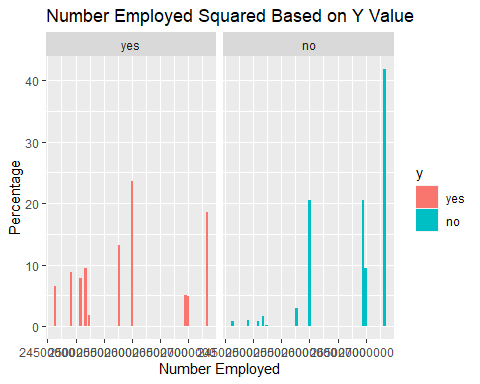 Number Employed Squared Based on Y Value
yes
no
40
30
20
10
0
Percentage
Number Employed
y
yes
no